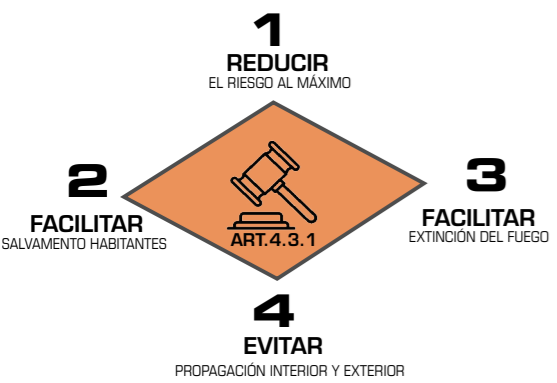 1
REDUCIR
EL RIESGO AL MÁXIMO
2
FACILITAR
SALVAMENTO HABITANTES
3
FACILITAR
EXTINCIÓN DEL FUEGO
ART.4.3.1
4
EVITAR
PROPAGACIÓN INTERIOR Y EXTERIOR